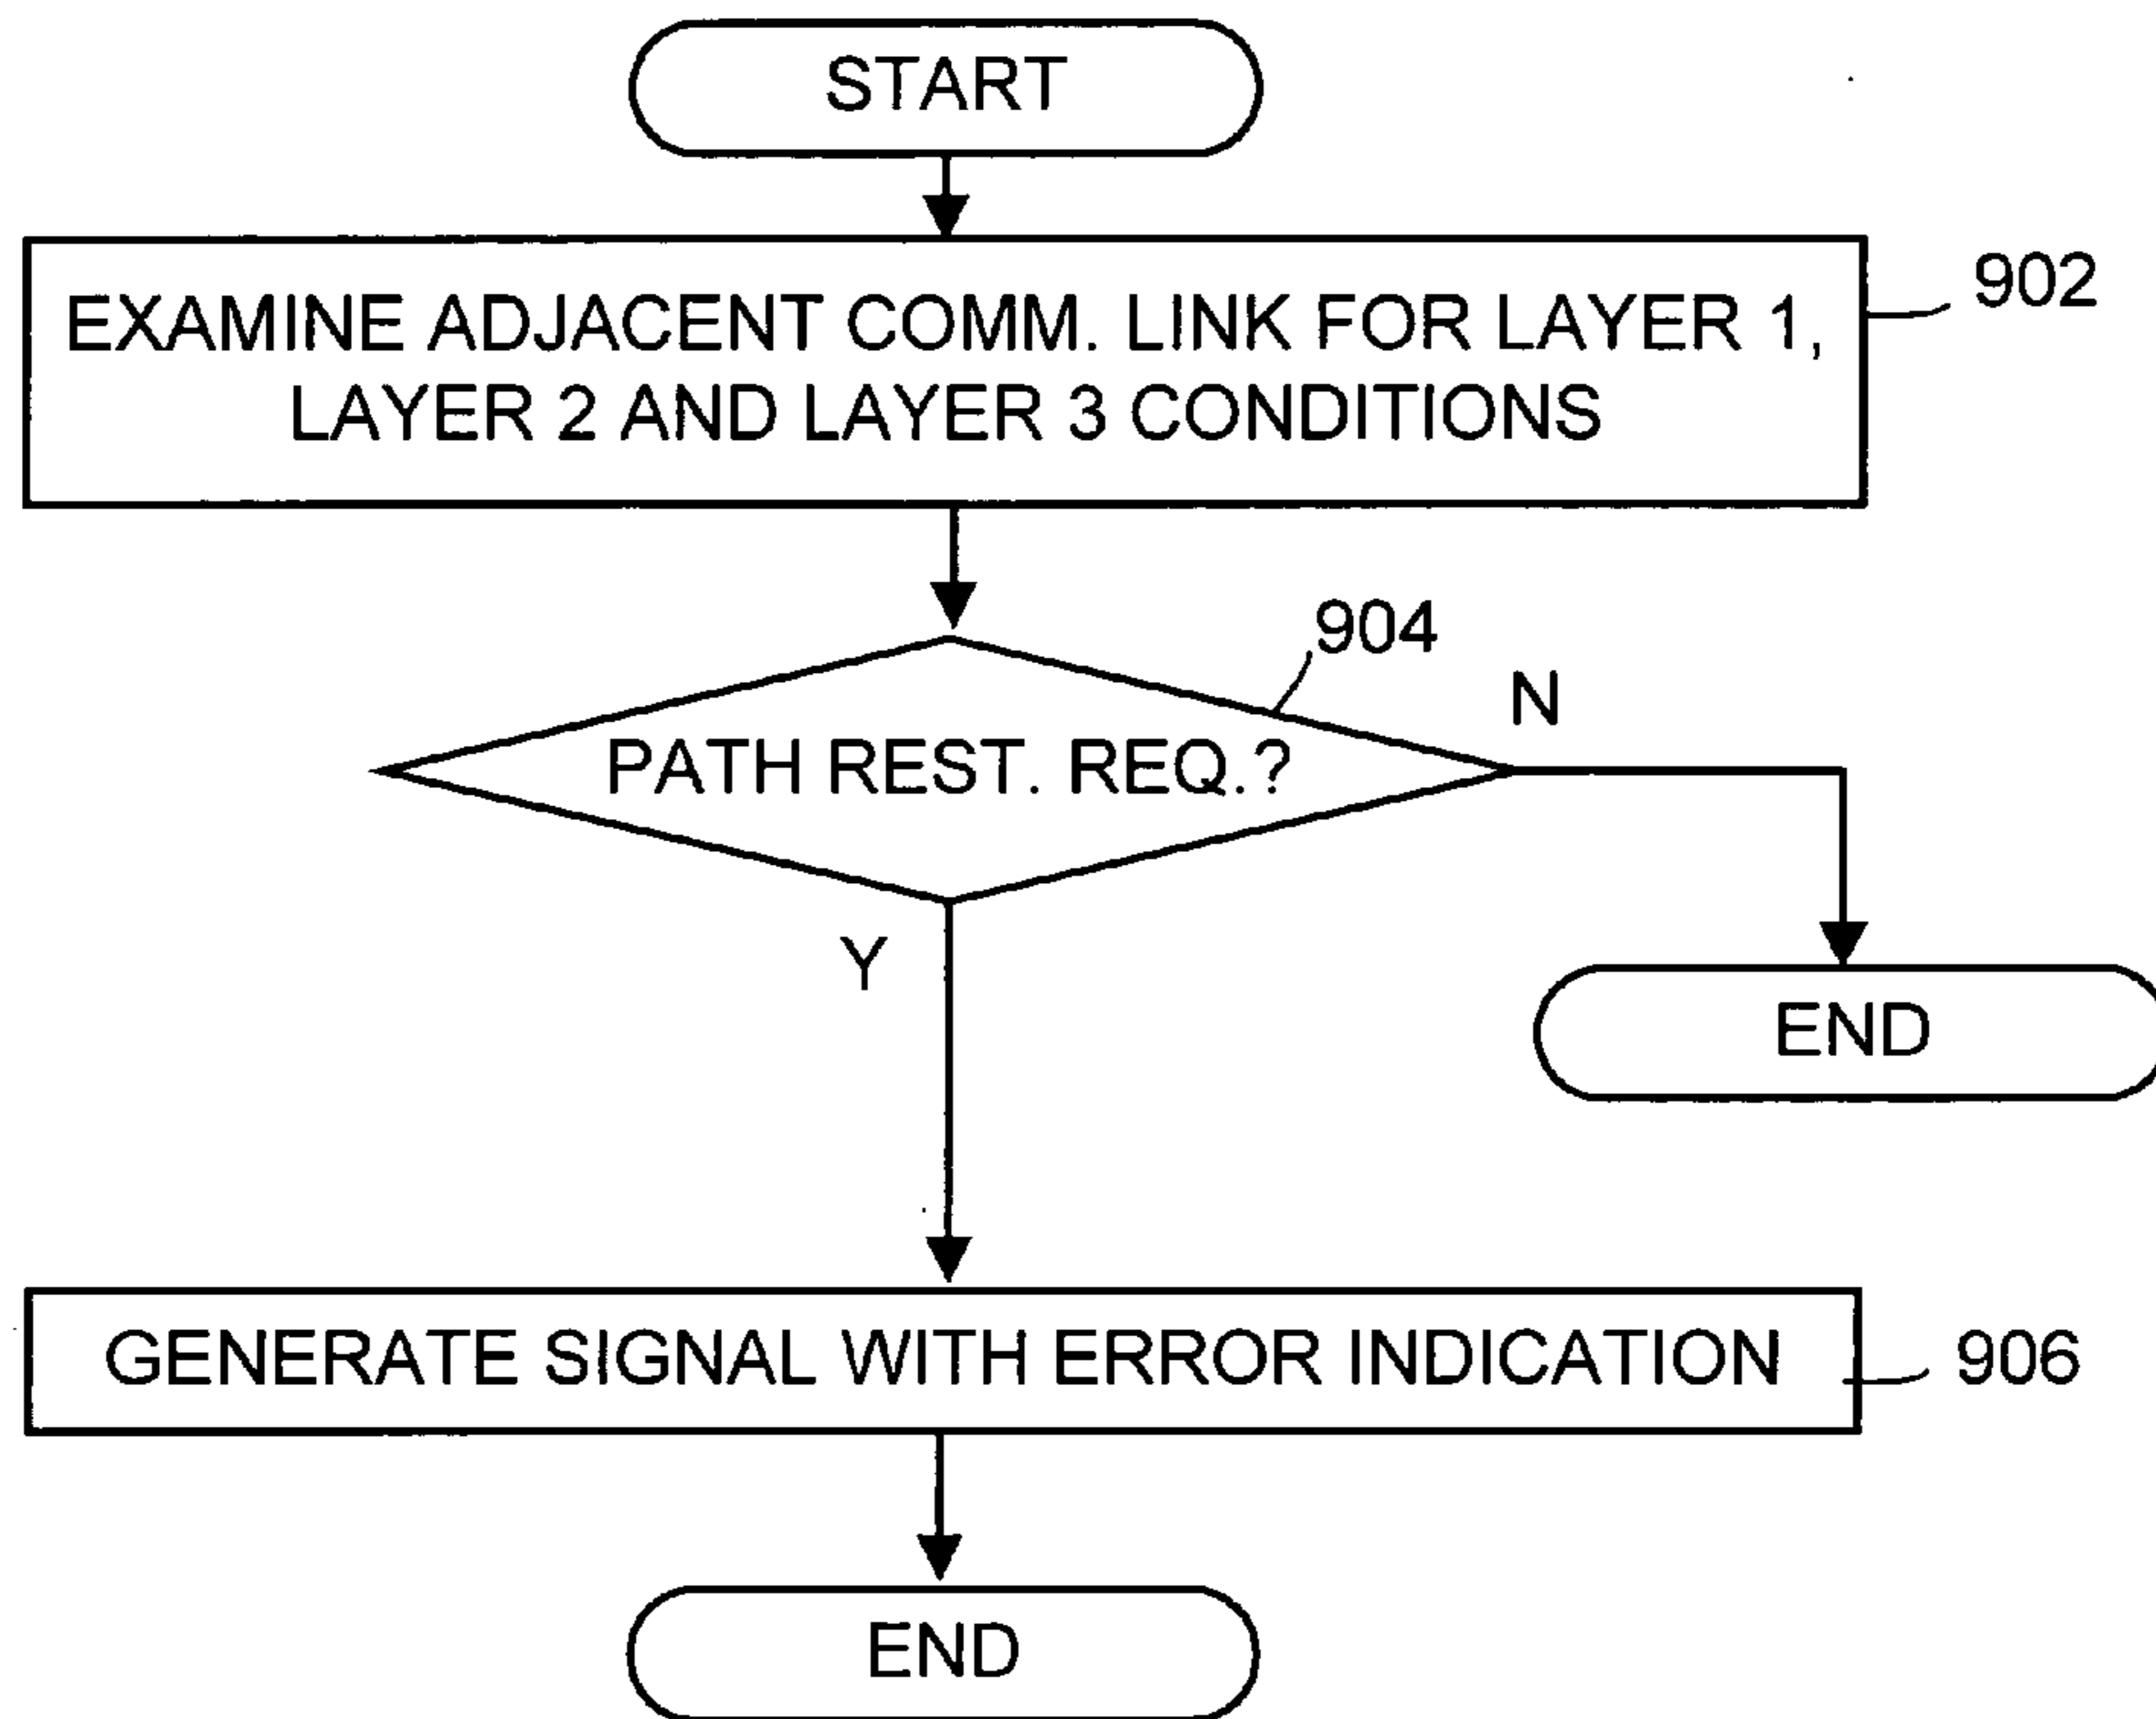 START
EXAMINE ADJACENT COMM. LINK FOR LAYER 1,
LAYER 2 AND LAYER 3 CONDITIONS
902
904
PATH REST. REQ.?
N
Y
END
GENERATE SIGNAL WITH ERROR INDICATION
906
END